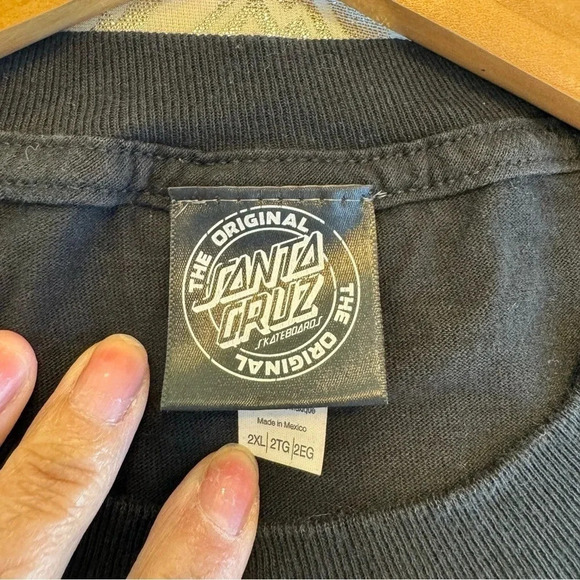 THE ORIGINAL
SANTA
CRUZ
SKATEBOARDS
THE ORIGINAL
Made in Mexico
2XL|2TG|2EG